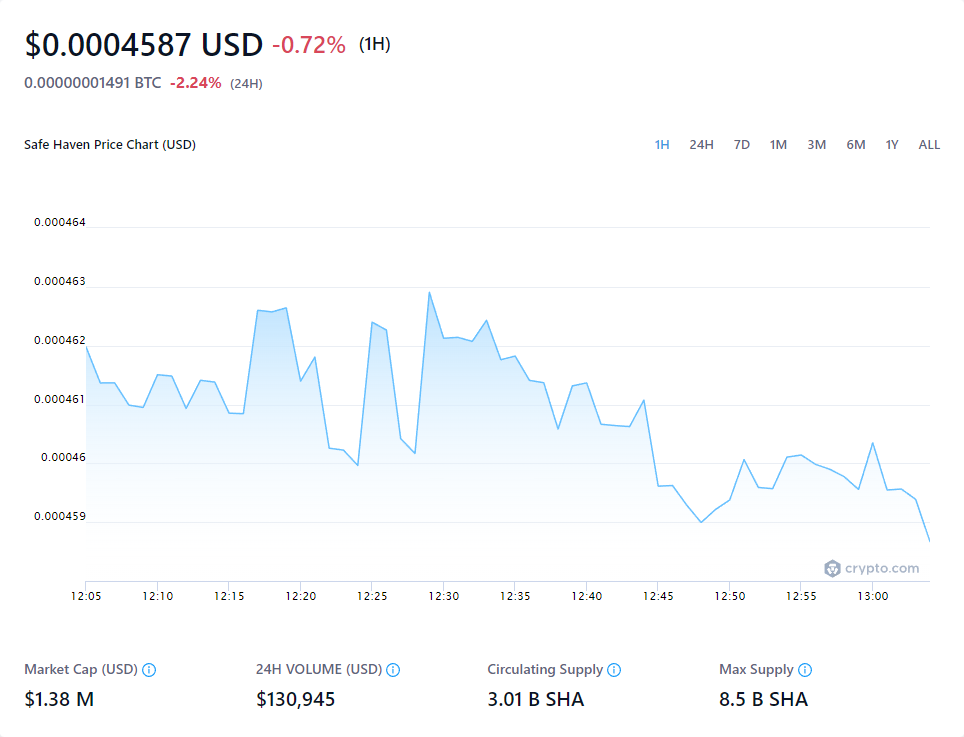 $0.0004587 USD -0.72% (1H)
0.00000001491 BTC -2.24% (24H)
Safe Haven Price Chart (USD)
1H 24H 7D 1M 3M 6M 1Y ALL
0.000464
0.000463
0.000462
0.000461
0.00046
0.000459
crypto.com
12:05 12:10 12:15 12:20 12:25 12:30 12:35 12:40 12:45 12:50 12:55 13:00
Market Cap (USD) 24H VOLUME (USD) Circulating Supply Max Supply
$1.38 M $130,945 3.01 B SHA 8.5 B SHA